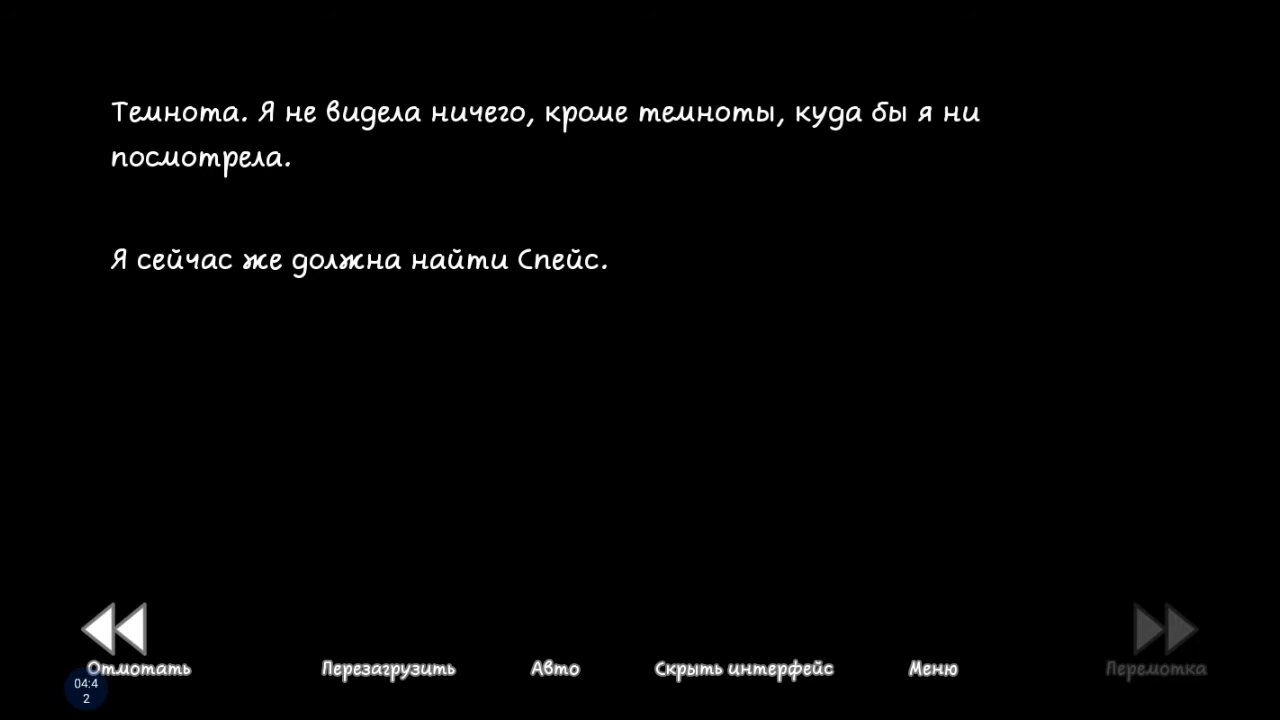 Темнота. Я не видела ничего, кроме темноты, куда бы я ни
посмотрела.
Я сейчас же должна найти Спейс.
Отмотать
Перезагрузить
Авто
Скрыть интерфейс
Меню
Перемотка
04:4
2